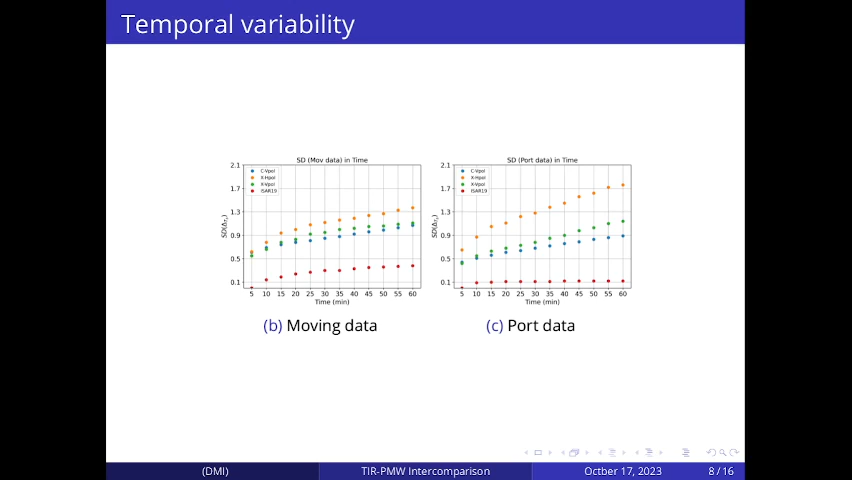 Temporal variability
SD (Mov data) in Time
2.1
1.7
1.3
0.9
0.5
0.1
C-Vpol
X-Hpol
X-Vpol
ISAR19
5 10 15 20 25 30 35 40 45 50 55 60
Time (min)
(b) Moving data
SD (Port data) in Time
2.1
1.7
1.3
0.9
0.5
0.1
C-Vpol
X-Hpol
X-Vpol
ISAR19
5 10 15 20 25 30 35 40 45 50 55 60
Time (min)
(c) Port data
(DMI) TIR-PMW Intercomparison Octber 17, 2023 8 / 16